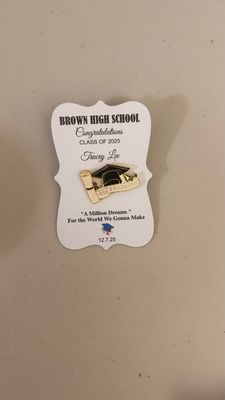 BROWN HIGH SCHOOL
Congratulations
CLASS OF 2025
Tracey Lee
"A Million Dreams"
For the World We Gonna Make
12.7.25